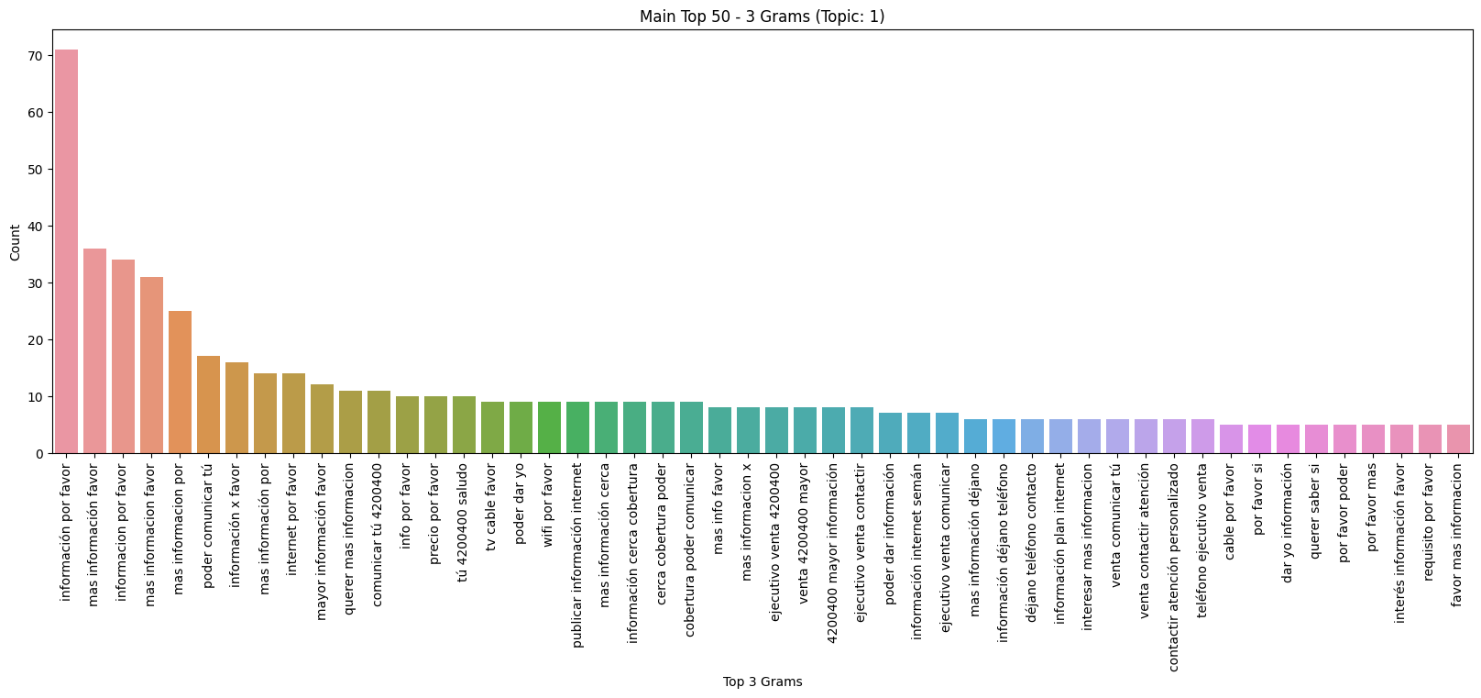 Main Top 50 - 3 Grams (Topic: 1)
Count
70
60
50
40
30
20
10
0
información por favor
mas información favor
informacion por favor
mas informacion favor
mas informacion por
poder comunicar tú
información x favor
mas información por
internet por favor
mayor información favor
querer mas informacion
comunicar tú 4200400
info por favor
precio por favor
tú 4200400 saludo
tv cable favor
poder dar yo
wifi por favor
publicar información internet
mas información cerca
información cerca cobertura
cerca cobertura poder
cobertura poder comunicar
mas info favor
mas informacion x
ejecutivo venta 4200400
venta 4200400 mayor
4200400 mayor información
ejecutivo venta contactir
poder dar información
información internet semán
ejecutivo venta comunicar
mas información déjano
información déjano teléfono
déjano teléfono contacto
información plan internet
interesar mas informacion
venta comunicar tú
venta contactir atención
contactir atención personalizado
teléfono ejecutivo venta
cable por favor
por favor si
dar yo información
querer saber si
por favor poder
por favor mas
interés información favor
requisito por favor
favor mas informacion
Top 3 Grams